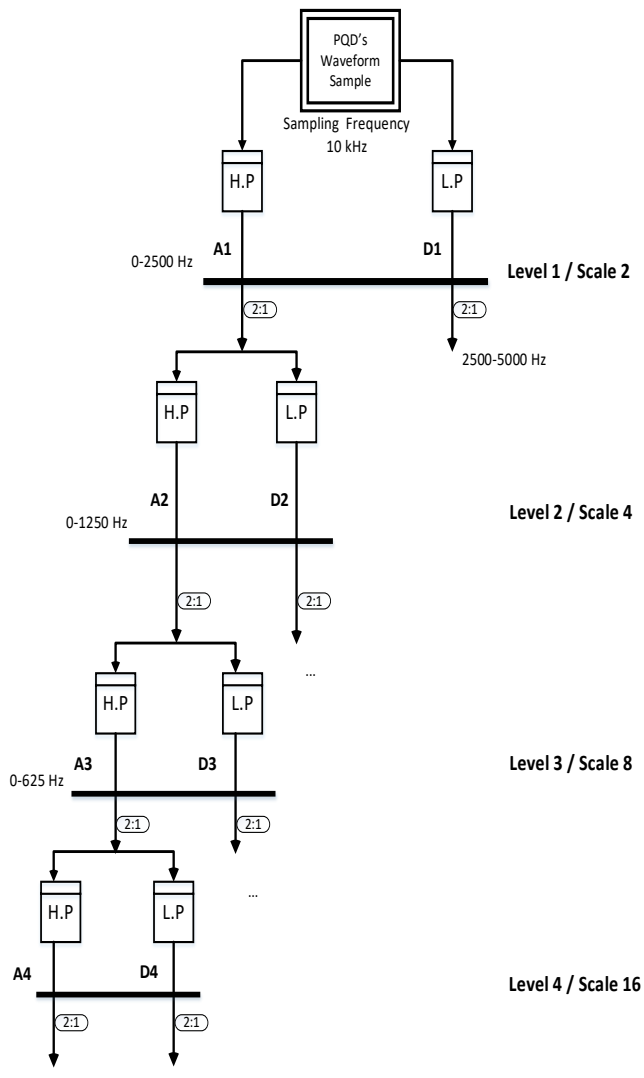 PQD's
Waveform
Sample
Sampling Frequency
10 kHz
H.P
L.P
A1
D1
0-2500 Hz
Level 1 / Scale 2
2:1
2:1
2500-5000 Hz
H.P
L.P
A2
D2
0-1250 Hz
Level 2 / Scale 4
2:1
2:1
...
H.P
L.P
A3
D3
0-625 Hz
Level 3 / Scale 8
2:1
2:1
...
H.P
L.P
A4
D4
Level 4 / Scale 16
2:1
2:1